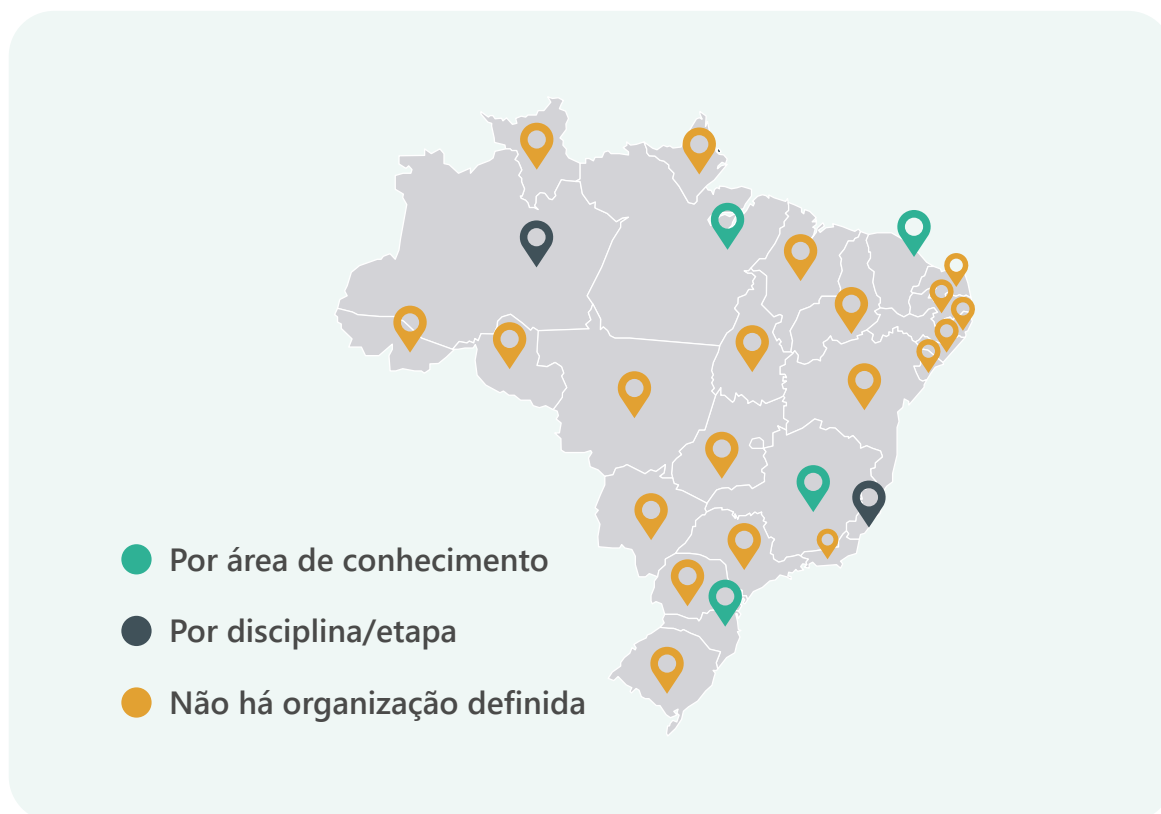 Por área de conhecimento
Por disciplina/etapa
Não há organização definida